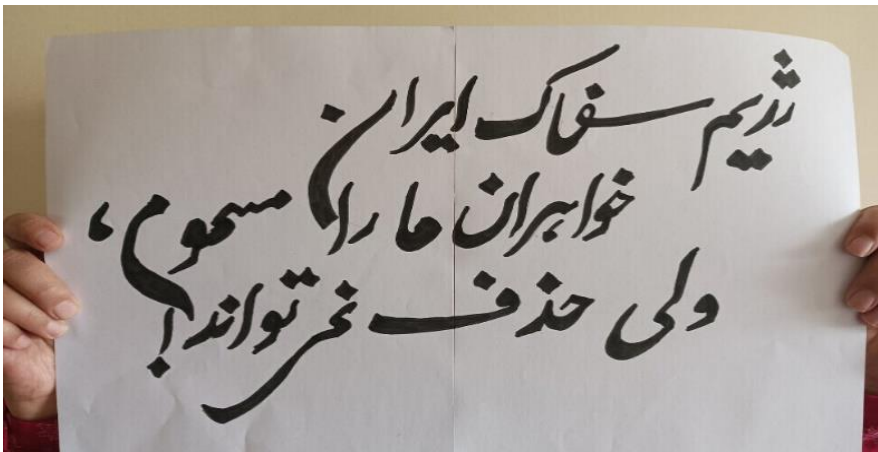 رژیم سفاک ایران
خواهران ما را مسموم،
ولی حذف نمی تواند!